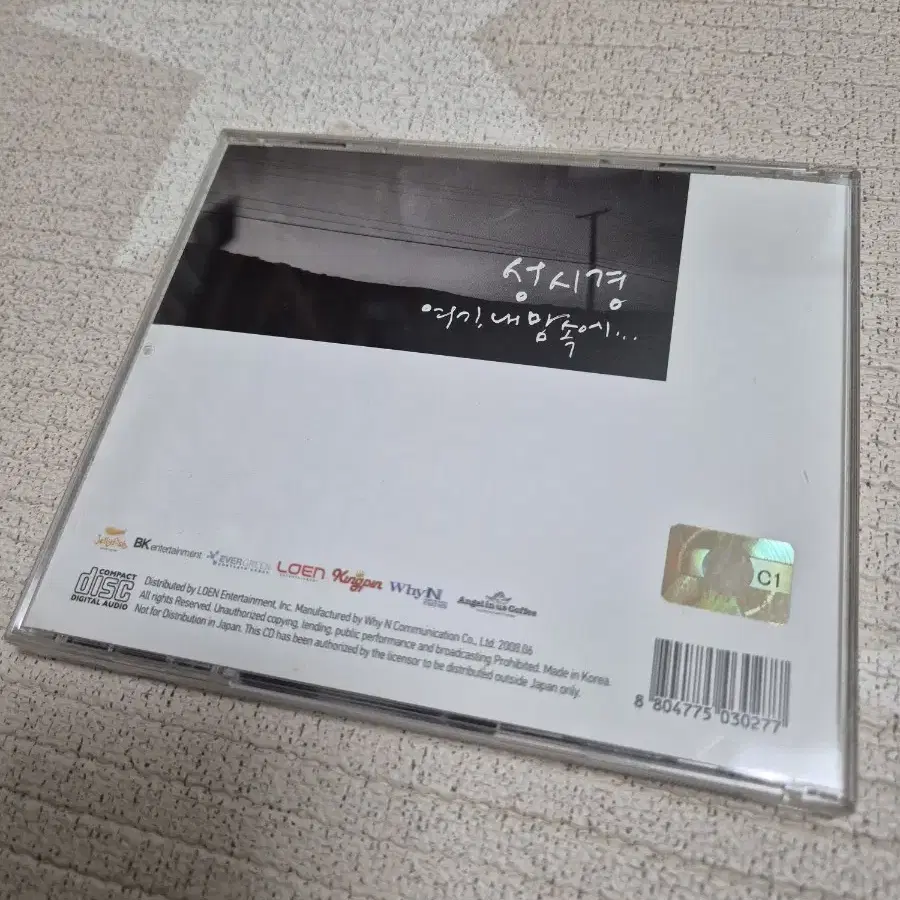 성시경
여기, 내 맘속에...
Jellyfish
BK entertainment
EVERGREEN
LOEN
ENTERTAINMENT
Kingpin
WhyN
Angel in us Coffee
COMPACT
disc
DIGITAL AUDIO
Distributed by LOEN Entertainment, Inc. Manufactured by Why N Communication Co., Ltd. 2008.06
All rights Reserved. Unauthorized copying, lending, public performance and broadcasting Prohibited. Made in Korea.
Not for Distribution in Japan. This CD has been authorized by the licensor to be distributed outside Japan only.
C1
8 804775 030277